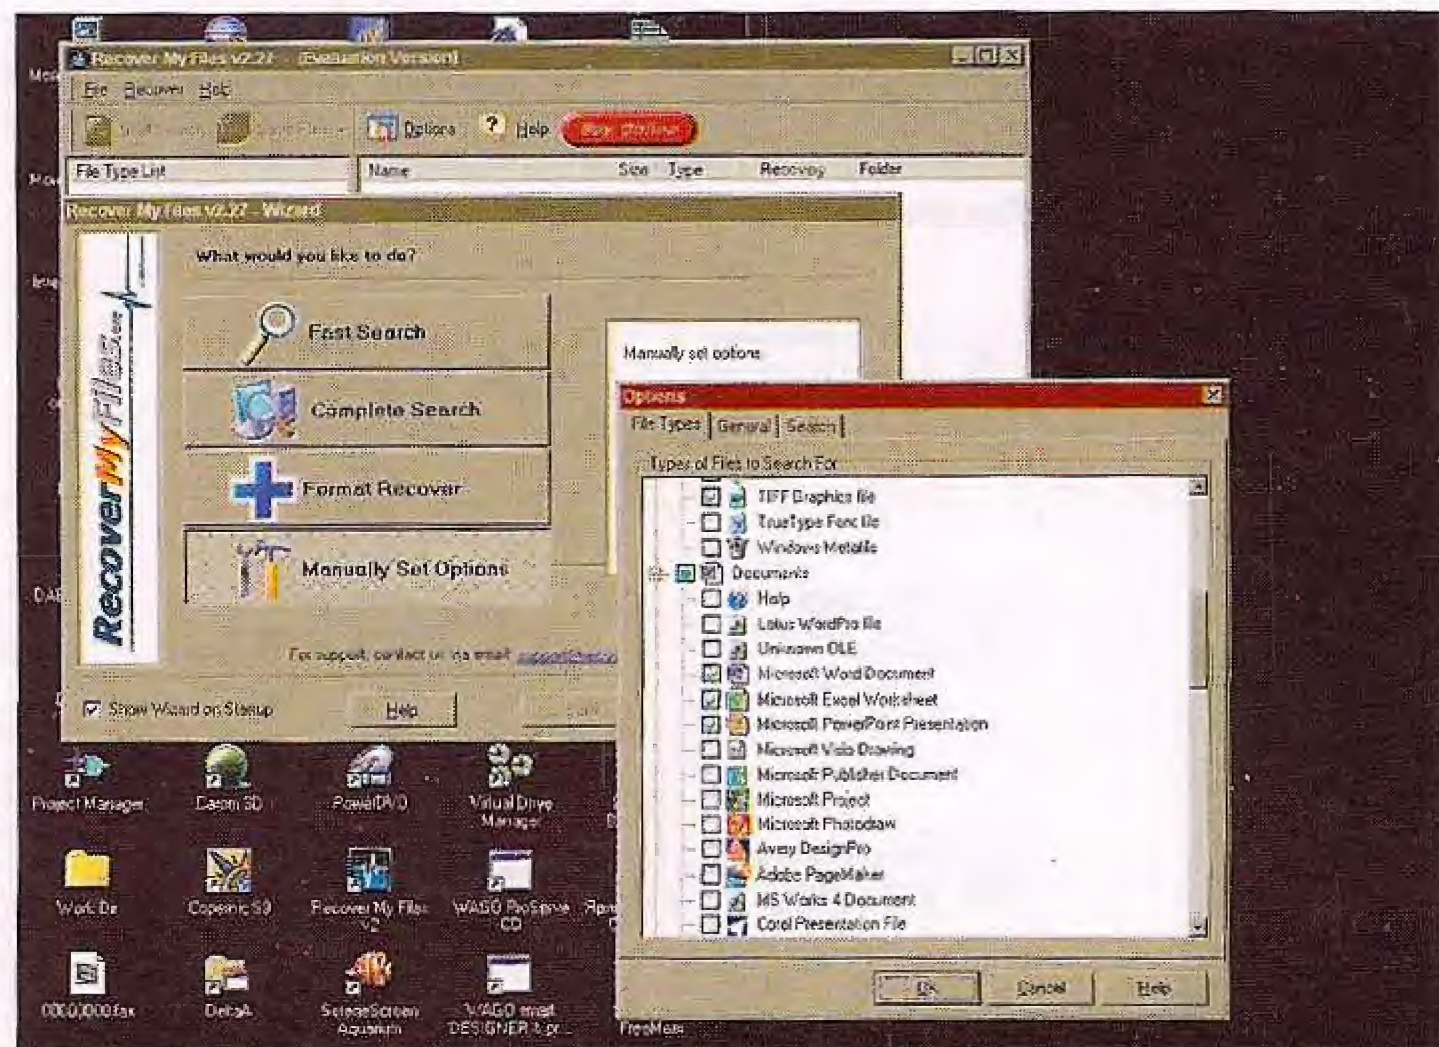 Recover My Files v2.27 - [Evaluation Version]
File Recover Help
Options
Help
File Type List
Name Size Type Recovery Folder
Recover My Files v2.27 - Wizard
What would you like to do?
RecoverMyFiles
Fast Search
Complete Search
Format Recover
Manually Set Options
Manually set options
For support, contact us via email:
Show Wizard on Startup
Help
Options
File Types General Search
Types of Files to Search For
TIFF Graphics file
TrueType Font file
Windows Metafile
Documents
Help
Lotus WordPro file
Unknown OLE
Microsoft Word Document
Microsoft Excel Worksheet
Microsoft PowerPoint Presentation
Microsoft Visio Drawing
Microsoft Publisher Document
Microsoft Project
Microsoft Photodraw
Avery DesignPro
Adobe PageMaker
MS Works 4 Document
Corel Presentation File
Ok Cancel Help
Project Manager
PowerDVD
Virtual Drive
Manager
Work Dir
Copernic
Recover My Files
v2
WAGO ProServe
CD
00000000.fax
SereneScreen
Aquarium
WAGO smart
DESIGNER & pr...
FreeMeter